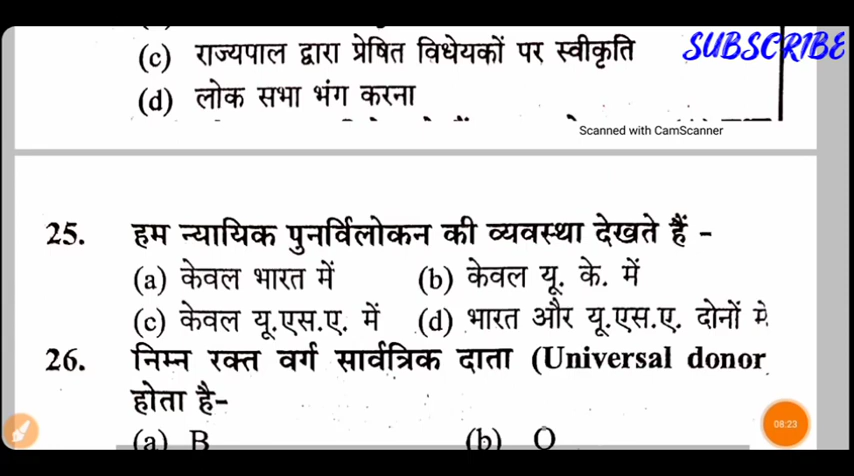 (c) राज्यपाल द्वारा प्रेषित विधेयकों पर स्वीकृति
SUBSCRIBE
(d) लोक सभा भंग करना
Scanned with CamScanner
25. हम न्यायिक पुनर्विलोकन की व्यवस्था देखते हैं -
(a) केवल भारत में (b) केवल यू. के. में
(c) केवल यू.एस.ए. में (d) भारत और यू.एस.ए. दोनों में
26. निम्न रक्त वर्ग सार्वत्रिक दाता (Universal donor
होता है-
08:23
(a) B (b) O